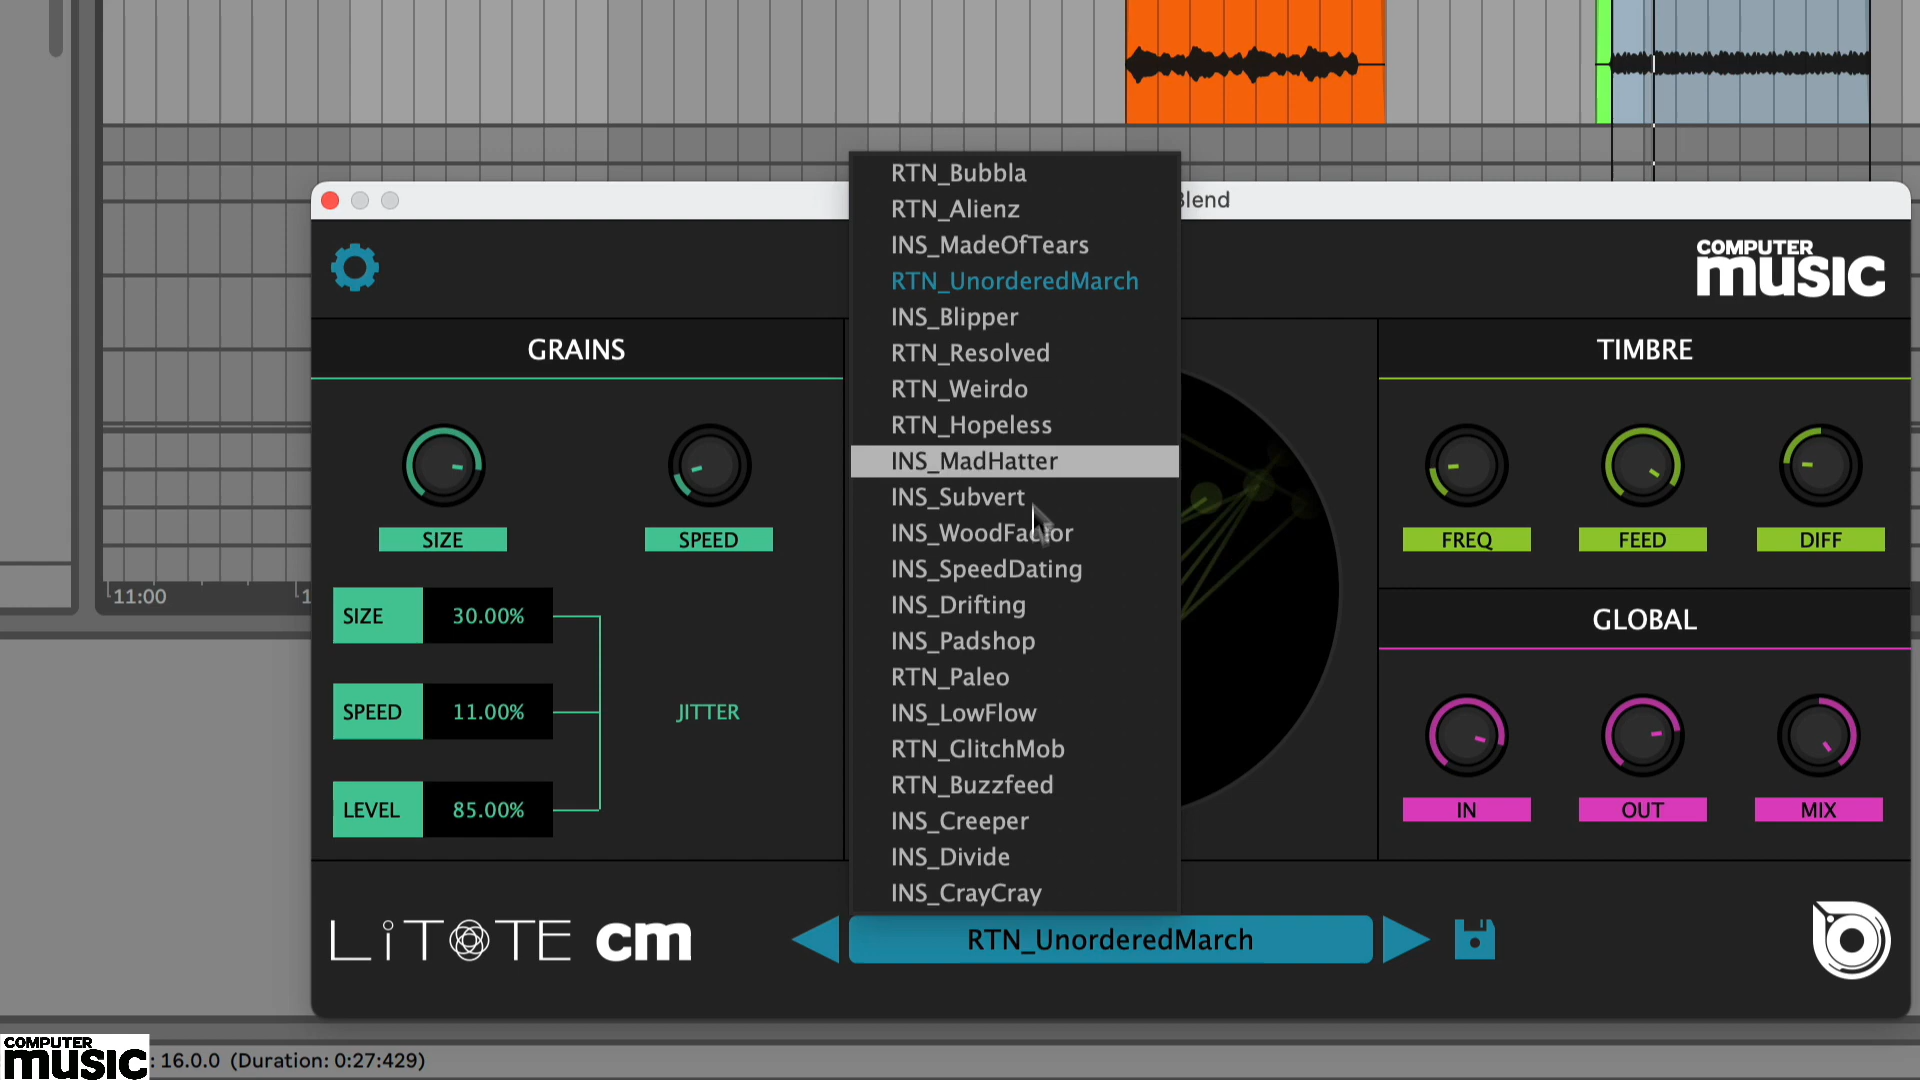 RTN_Bubbla
RTN_Alienz
INS_MadeOfTears
RTN_UnorderedMarch
INS_Blipper
RTN_Resolved
RTN_Weirdo
RTN_Hopeless
INS_MadHatter
INS_Subvert
INS_WoodFactor
INS_SpeedDating
INS_Drifting
INS_Padshop
RTN_Paleo
INS_LowFlow
RTN_GlitchMob
RTN_Buzzfeed
INS_Creeper
INS_Divide
INS_CrayCray
Blend
COMPUTER
musiC
GRAINS
SIZE
SPEED
SIZE 30.00%
SPEED 11.00%
LEVEL 85.00%
JITTER
TIMBRE
FREQ
FEED
DIFF
GLOBAL
IN
OUT
MIX
11:00
1
LiTOTE cm
RTN_UnorderedMarch
COMPUTER
musiC
: 16.0.0 (Duration: 0:27:429)